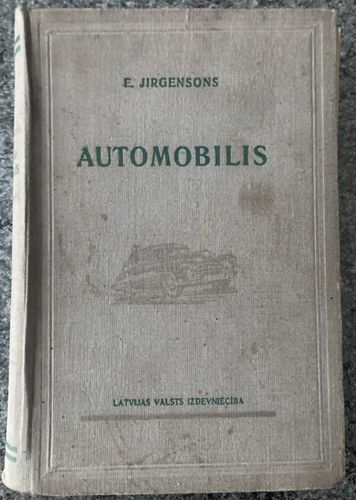 E. JIRGENSONS
AUTOMOBILIS
LATVIJAS VALSTS IZDEVNIECĪBA